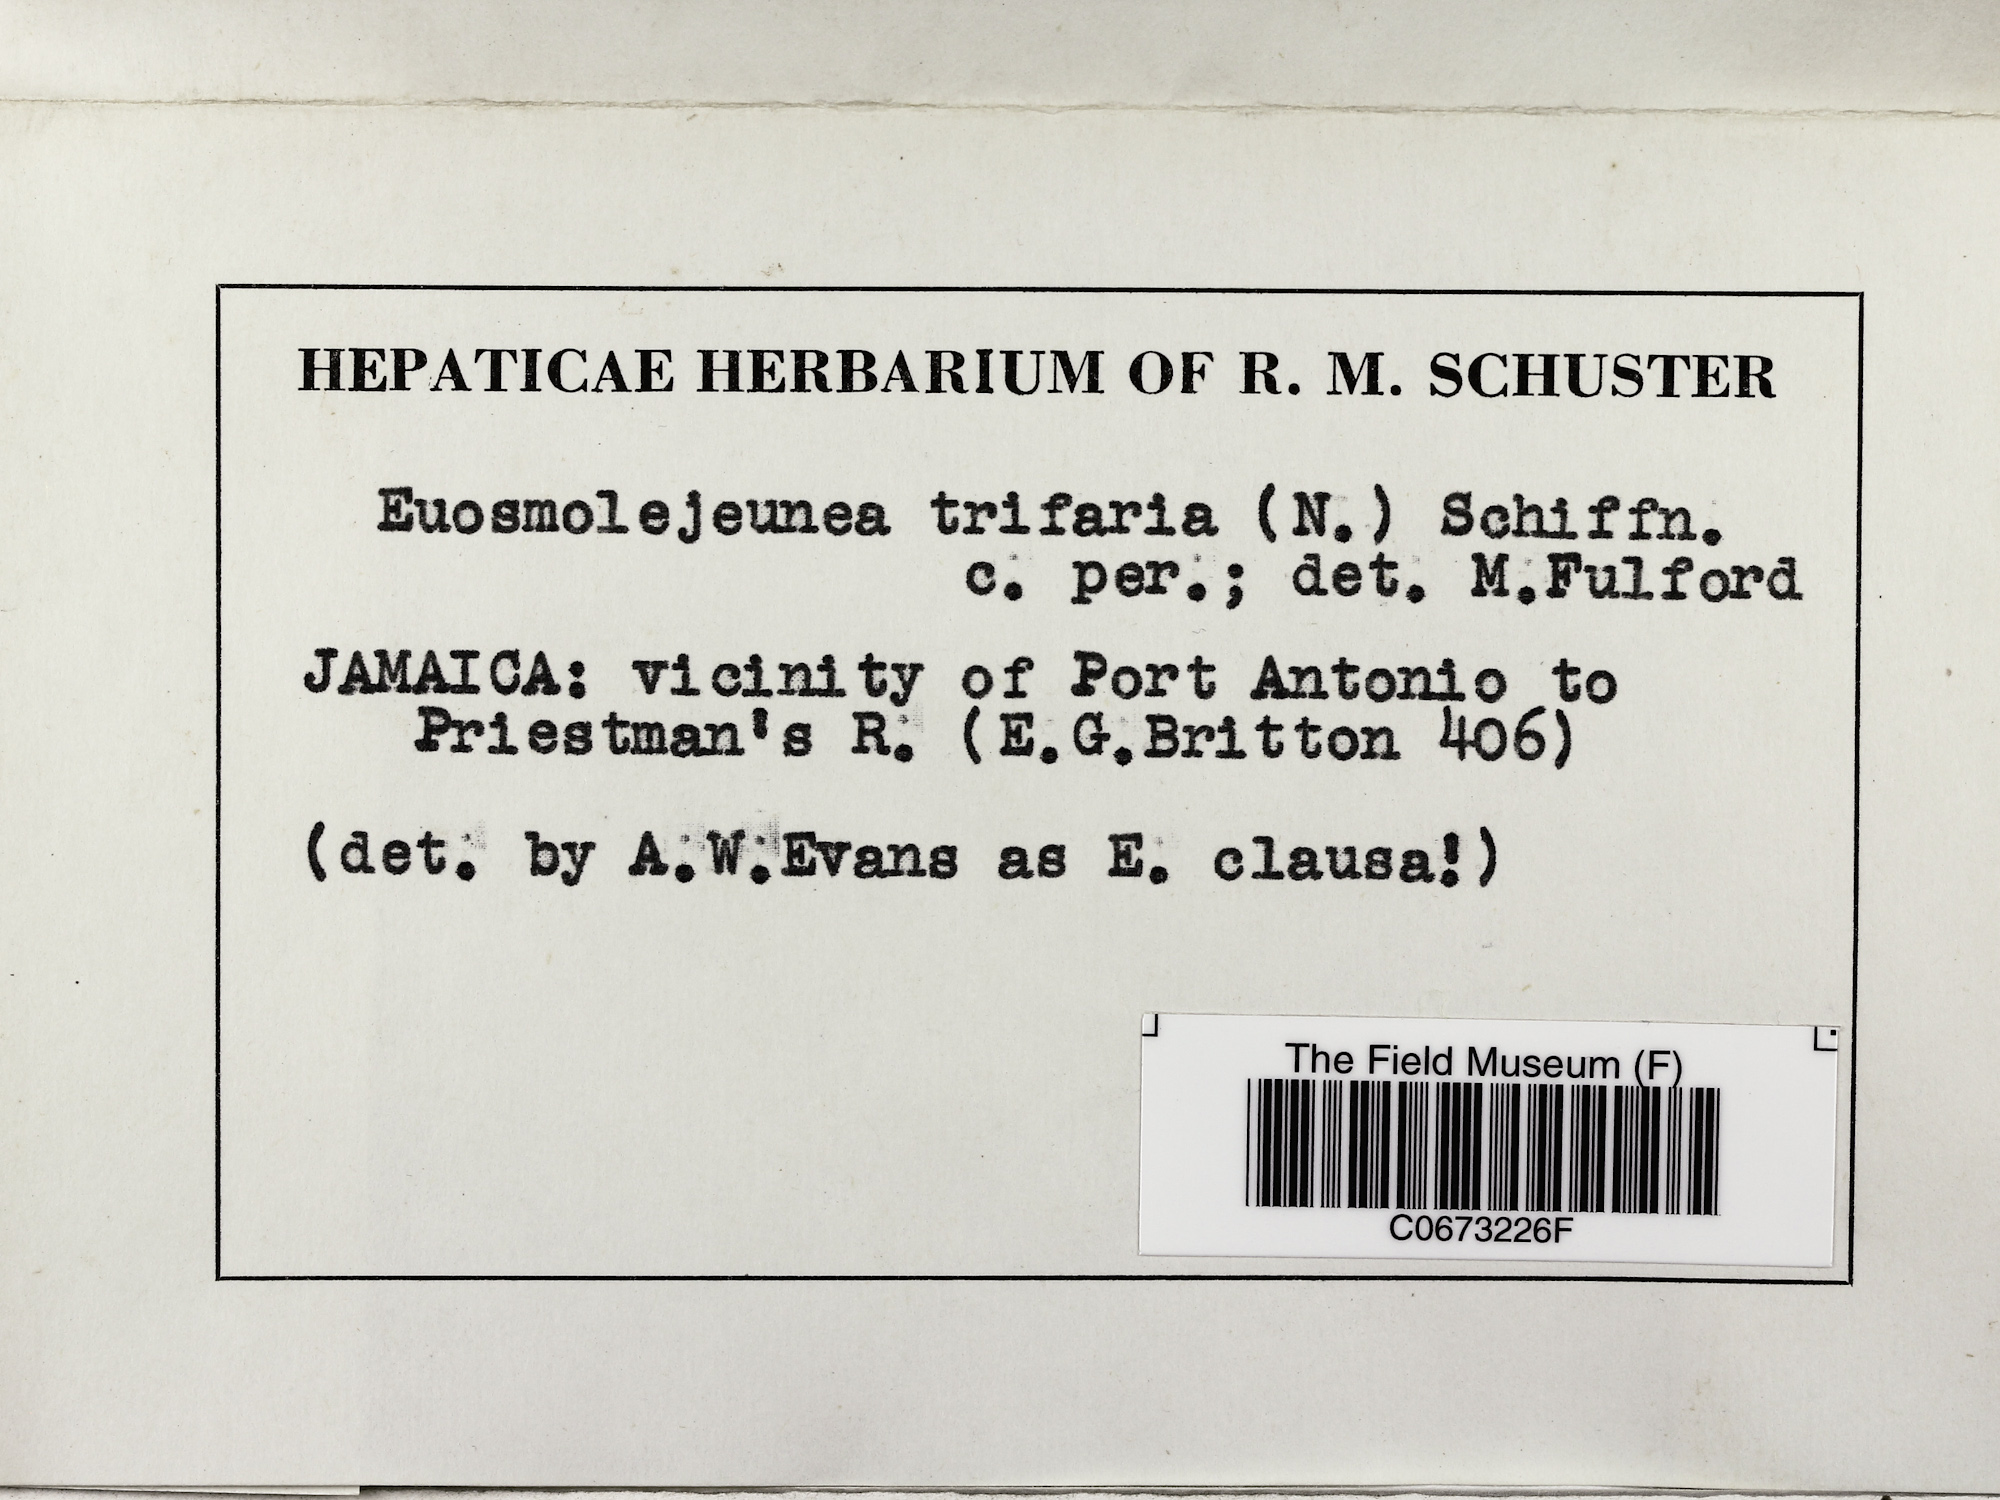 HEPATICAE HERBARIUM OF R. M. SCHUSTER
Euosmolejeunea trifaria (N.) Schiffn.
c. per.; det. M.Fulford
JAMAICA: vicinity of Port Antonio to
Priestman's R. (E.G.Britton 406)
(det. by A.W.Evans as E. clausa!)
The Field Museum (F)
C0673226F